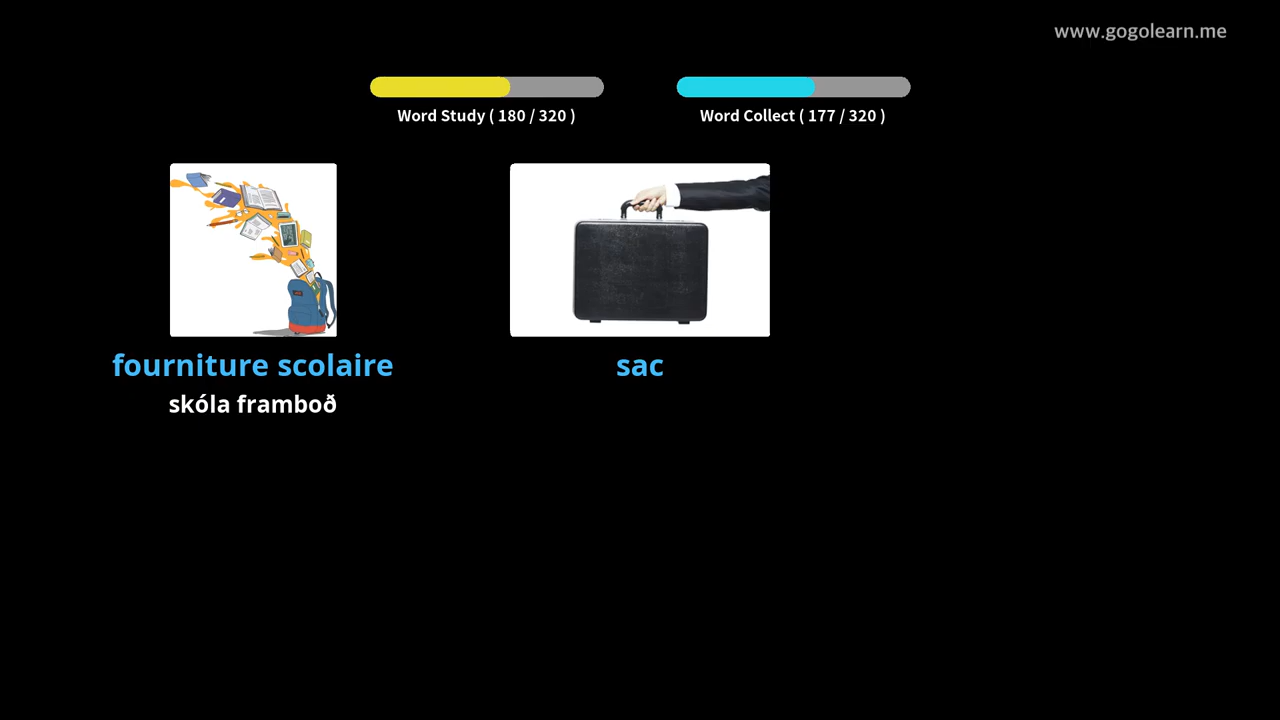 www.gogolearn.me
Word Study ( 180 / 320 )
Word Collect ( 177 / 320 )
fourniture scolaire
sac
skóla framboð